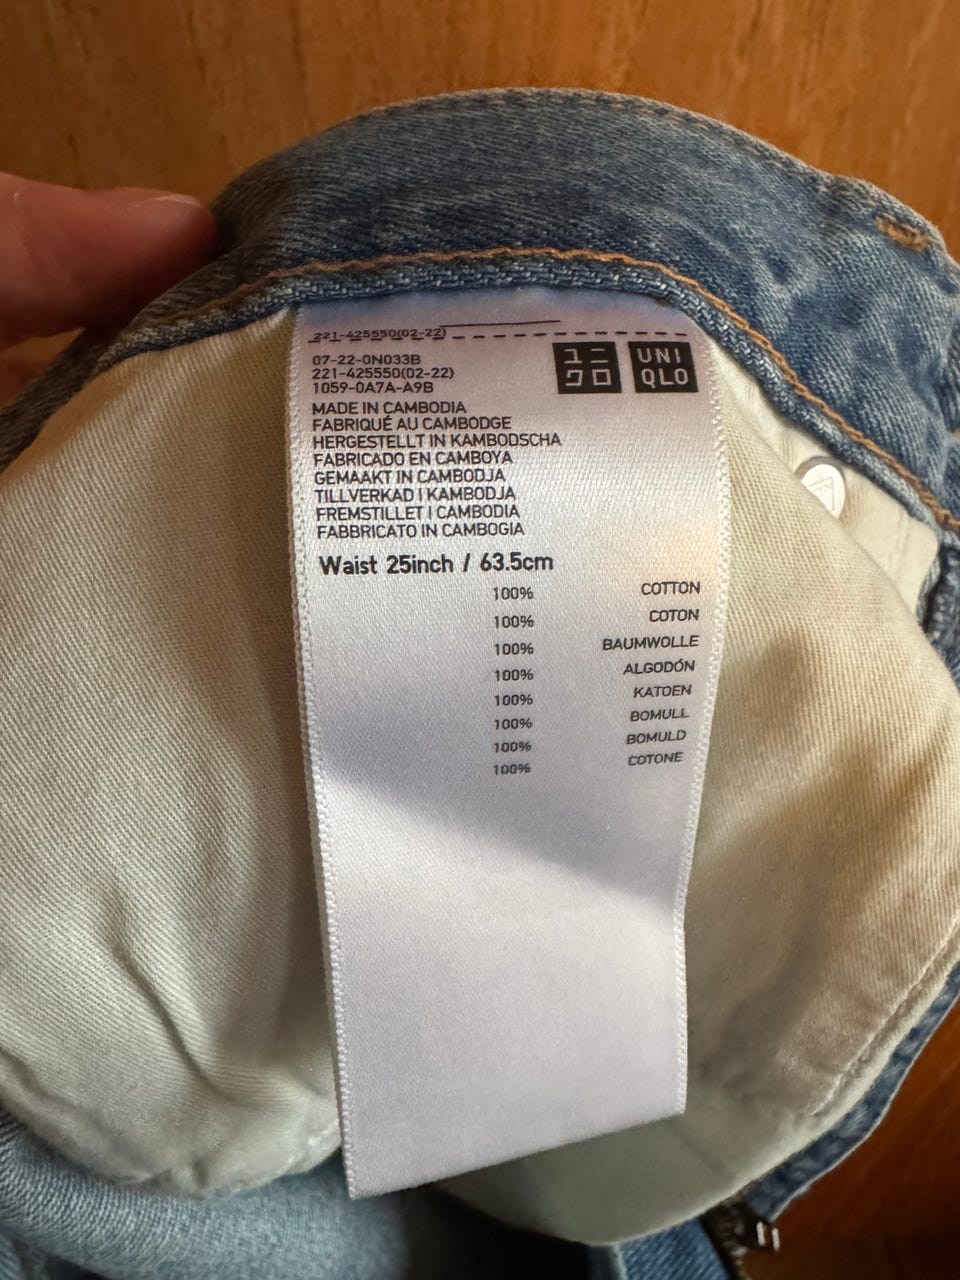 221-425550(02-22)
07-22-0N033B
221-425550(02-22)
1059-0A7A-A9B
ユニ
クロ
UNI
QLO
MADE IN CAMBODIA
FABRIQUÉ AU CAMBODGE
HERGESTELLT IN KAMBODSCHA
FABRICADO EN CAMBOYA
GEMAAKT IN CAMBODJA
TILLVERKAD I KAMBODJA
FREMSTILLET I CAMBODIA
FABBRICATO IN CAMBOGIA
Waist 25inch / 63.5cm
100% COTTON
100% COTON
100% BAUMWOLLE
100% ALGODÓN
100% KATOEN
100% BOMULL
100% BOMULD
100% COTONE